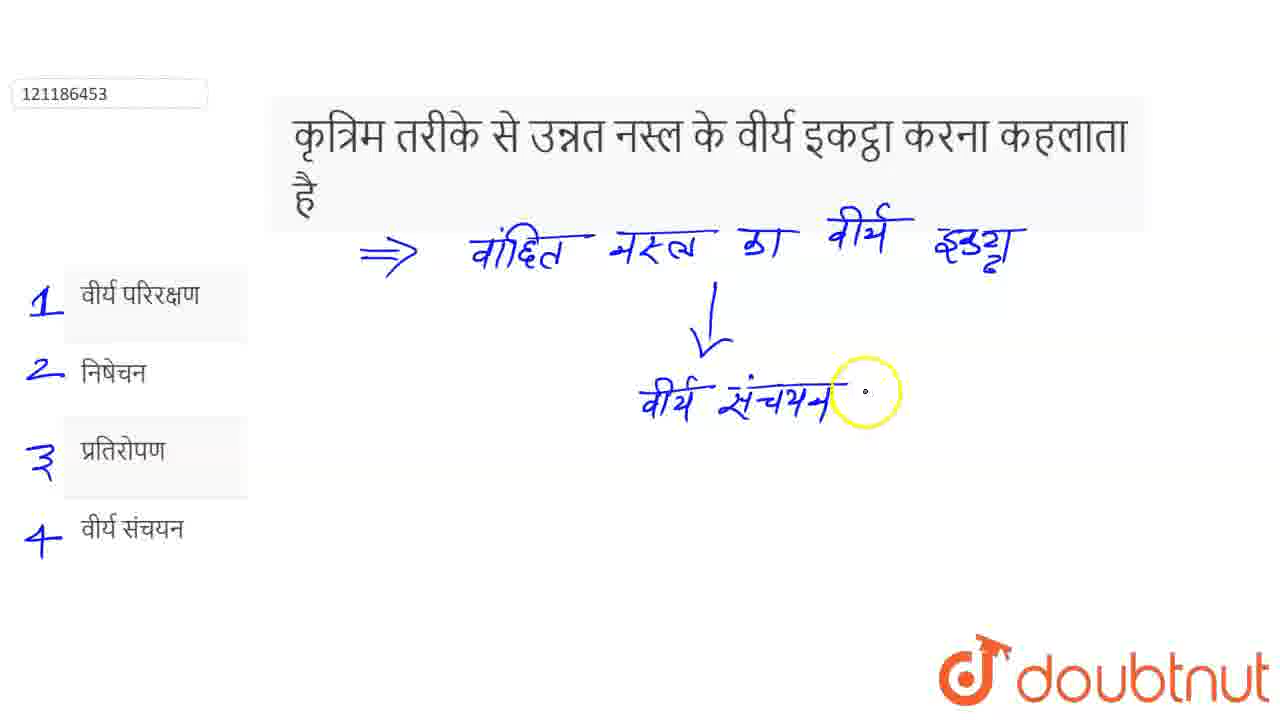 121186453
कृत्रिम तरीके से उन्नत नस्ल के वीर्य इकट्ठा करना कहलाता
है
⇒ वांछित नस्ल का वीर्य इकट्ठा
↓
वीर्य संचयन
1 वीर्य परिरक्षण
2 निषेचन
3 प्रतिरोपण
4 वीर्य संचयन
doubtnut